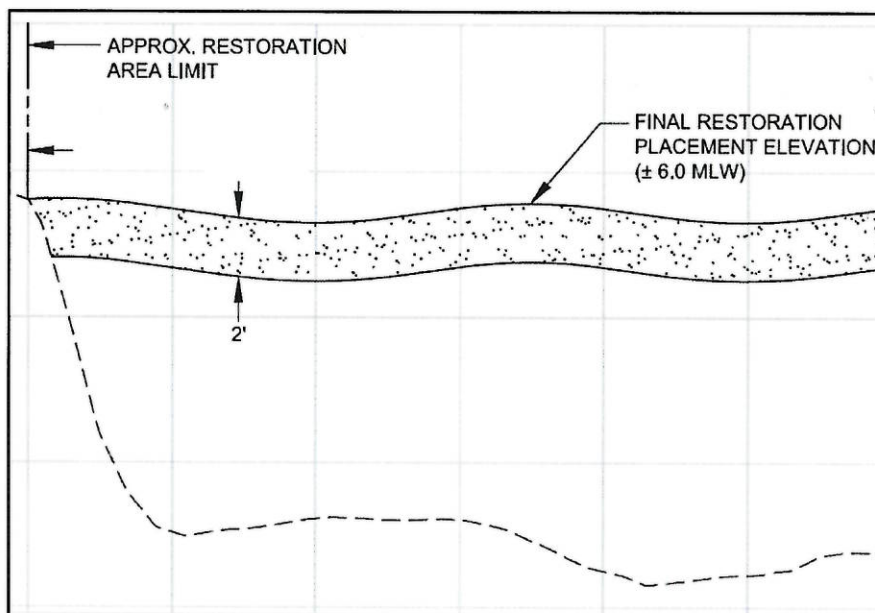 APPROX. RESTORATION
AREA LIMIT
FINAL RESTORATION
PLACEMENT ELEVATION
(± 6.0 MLW)
2'